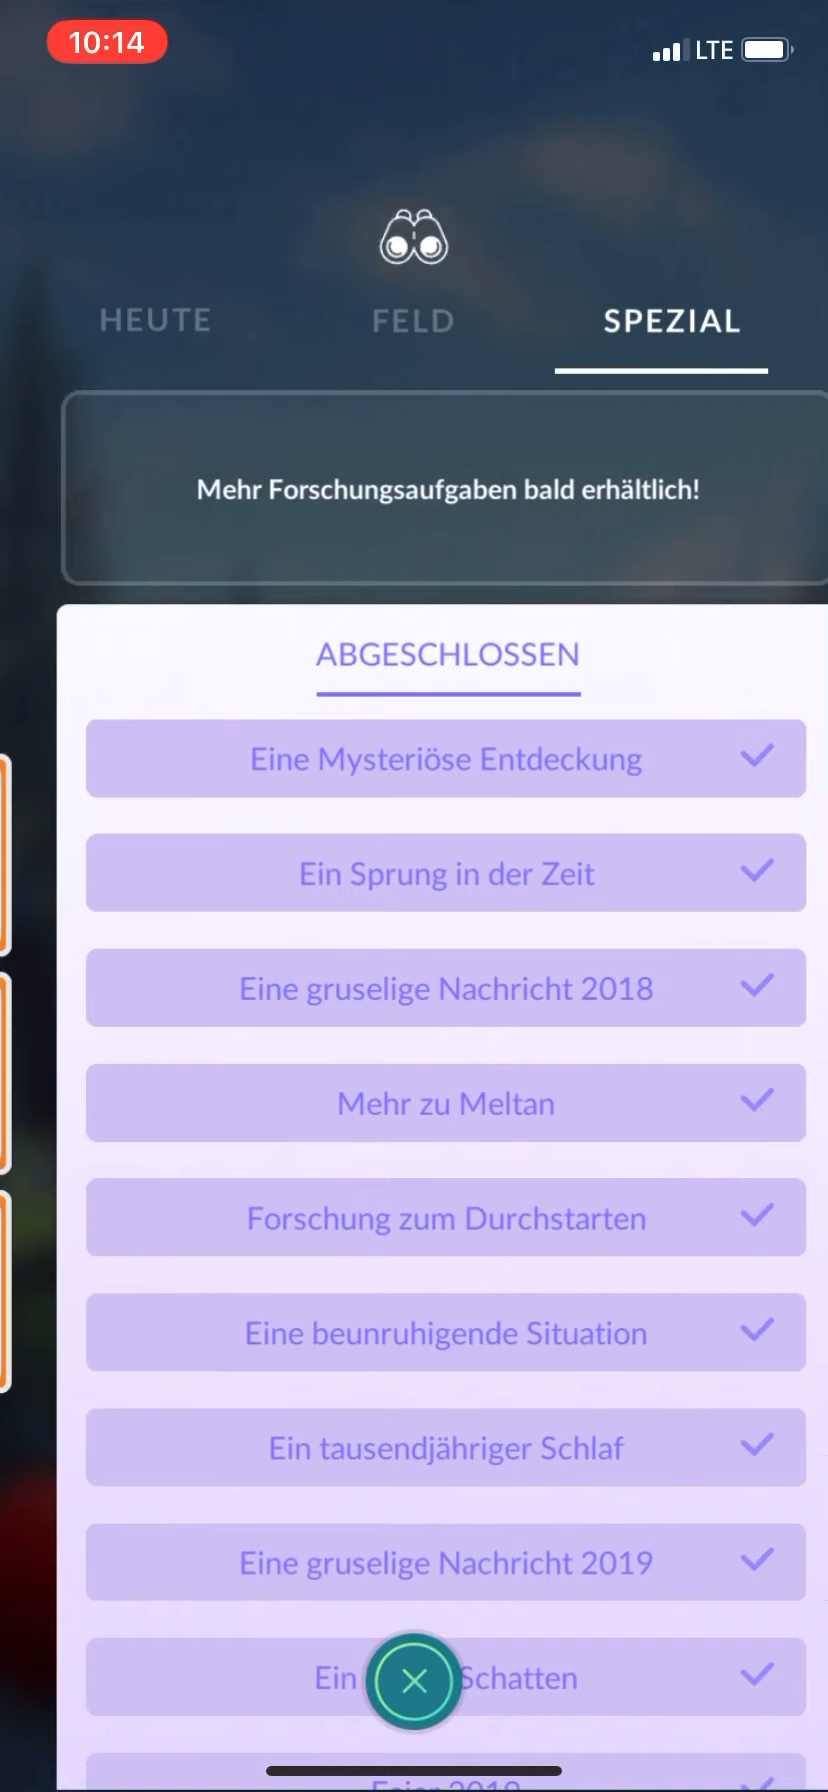 10:14
LTE
HEUTE
FELD
SPEZIAL
Mehr Forschungsaufgaben bald erhältlich!
ABGESCHLOSSEN
Eine Mysteriöse Entdeckung
Ein Sprung in der Zeit
Eine gruselige Nachricht 2018
Mehr zu Meltan
Forschung zum Durchstarten
Eine beunruhigende Situation
Ein tausendjähriger Schlaf
Eine gruselige Nachricht 2019
Ein Schatten
Feier 2019